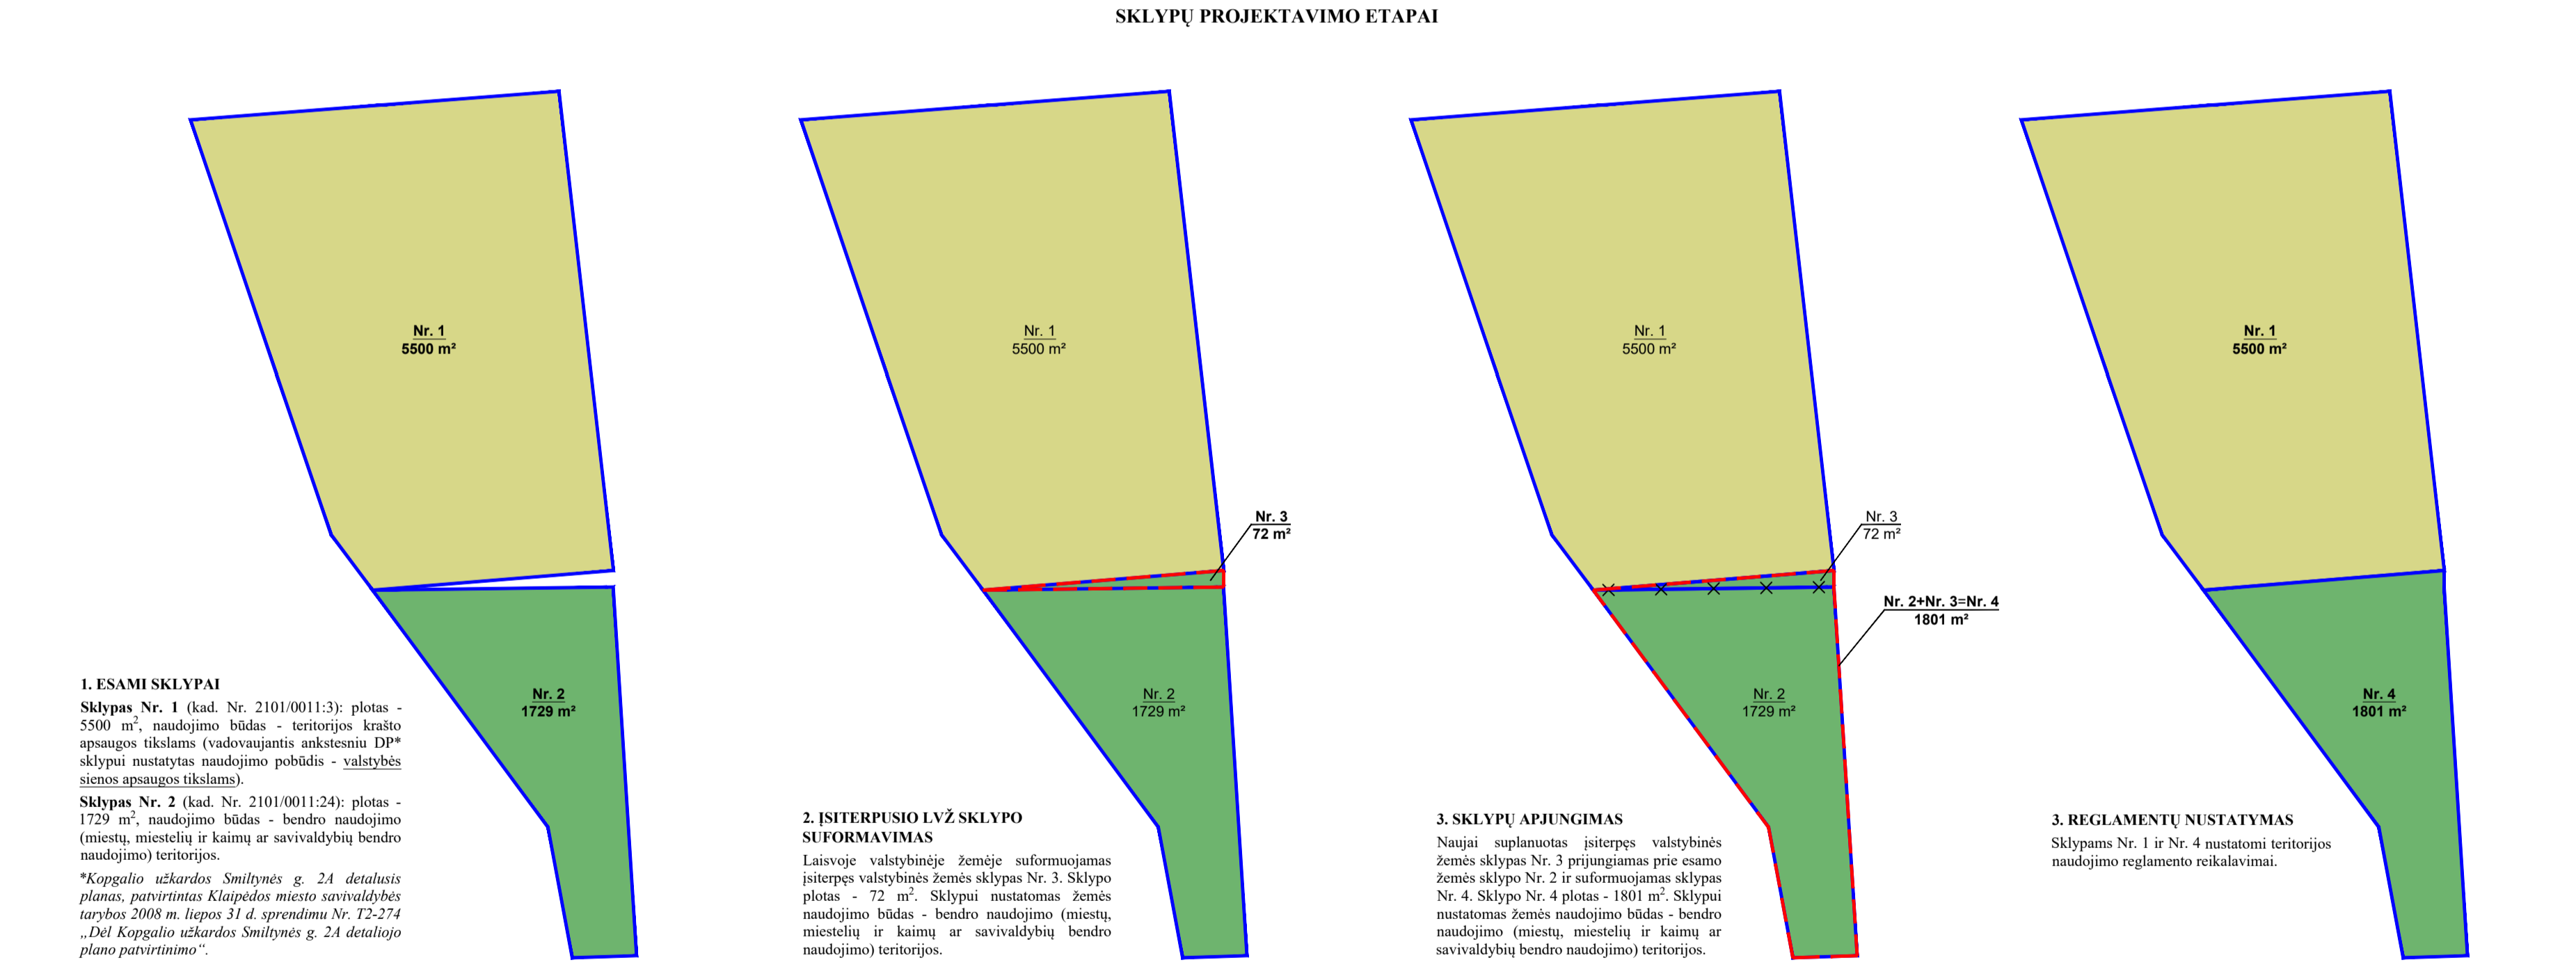 SKLYPŲ PROJEKTAVIMO ETAPAI
Nr. 1
5500 m²
Nr. 2
1729 m²
1. ESAMI SKLYPAI
Sklypas Nr. 1 (kad. Nr. 2101/0011:3): plotas -
5500 m², naudojimo būdas - teritorijos krašto
apsaugos tikslams (vadovaujantis ankstesniu DP*
sklypui nustatytas naudojimo pobūdis - valstybės
sienos apsaugos tikslams).
Sklypas Nr. 2 (kad. Nr. 2101/0011:24): plotas -
1729 m², naudojimo būdas - bendro naudojimo
(miestų, miestelių ir kaimų ar savivaldybių bendro
naudojimo) teritorijos.
*Kopgalio užkardos Smiltynės g. 2A detalusis
planas, patvirtintas Klaipėdos miesto savivaldybės
tarybos 2008 m. liepos 31 d. sprendimu Nr. T2-274
„Dėl Kopgalio užkardos Smiltynės g. 2A detaliojo
plano patvirtinimo“.
Nr. 1
5500 m²
Nr. 3
72 m²
Nr. 2
1729 m²
2. ĮSITERPUSIO LVŽ SKLYPO
SUFORMAVIMAS
Laisvoje valstybinėje žemėje suformuojamas
įsiterpęs valstybinės žemės sklypas Nr. 3. Sklypo
plotas - 72 m². Sklypui nustatomas žemės
naudojimo būdas - bendro naudojimo (miestų,
miestelių ir kaimų ar savivaldybių bendro
naudojimo) teritorijos.
Nr. 1
5500 m²
Nr. 3
72 m²
Nr. 2+Nr. 3=Nr. 4
1801 m²
Nr. 2
1729 m²
3. SKLYPŲ APJUNGIMAS
Naujai suplanuotas įsiterpęs valstybinės
žemės sklypas Nr. 3 prijungiamas prie esamo
žemės sklypo Nr. 2 ir suformuojamas sklypas
Nr. 4. Sklypo Nr. 4 plotas - 1801 m². Sklypui
nustatomas žemės naudojimo būdas - bendro
naudojimo (miestų, miestelių ir kaimų ar
savivaldybių bendro naudojimo) teritorijos.
Nr. 1
5500 m²
Nr. 4
1801 m²
3. REGLAMENTŲ NUSTATYMAS
Sklypams Nr. 1 ir Nr. 4 nustatomi teritorijos
naudojimo reglamento reikalavimai.